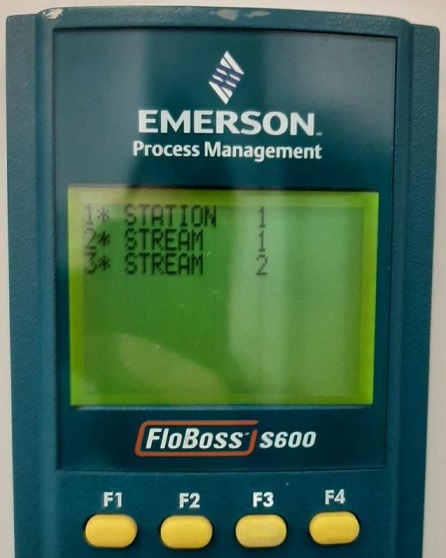 EMERSON
Process Management
1* STATION 1
2* STREAM 1
3* STREAM 2
FloBoss S600
F1 F2 F3 F4